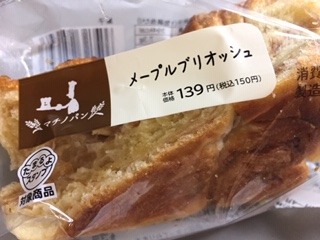 マチノパン
メープルブリオッシュ
本体価格 139円(税込150円)
たまるよ
スタンプ
対象商品
消費
製造